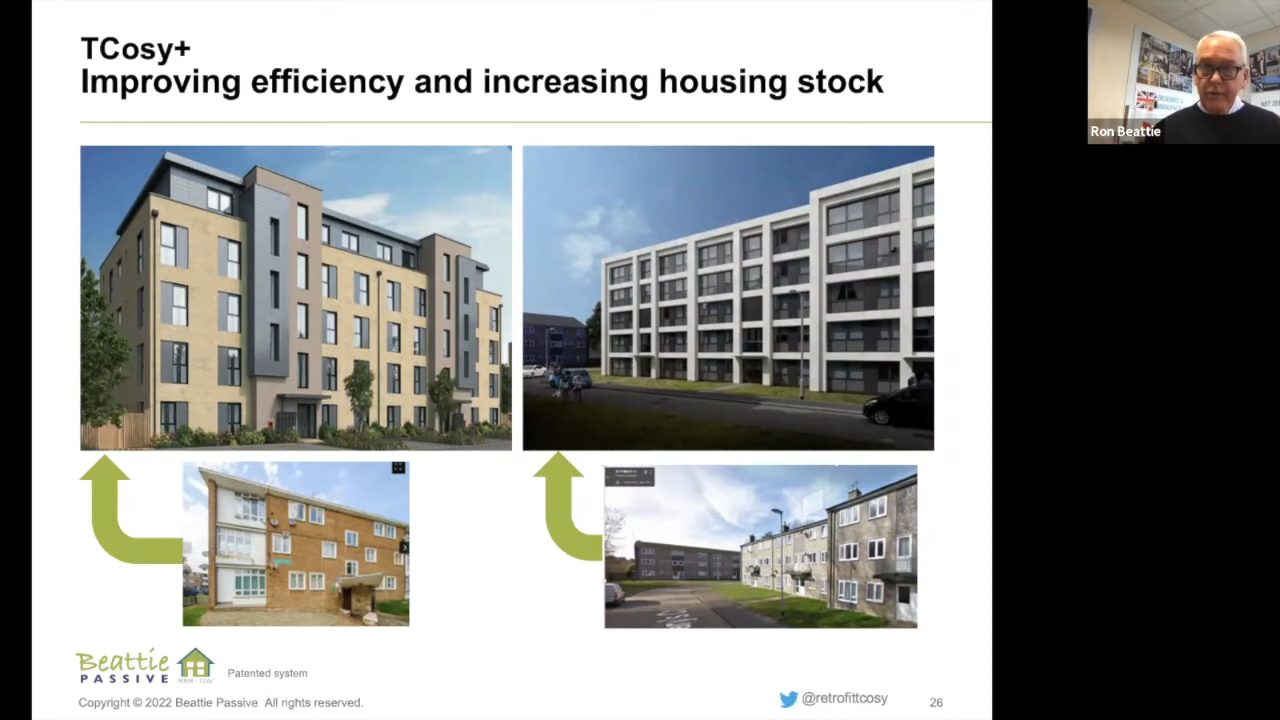 TCosy+
Improving efficiency and increasing housing stock
Ron Beattie
Beattie
PASSIVE
Patented system
Copyright © 2022 Beattie Passive All rights reserved.
@retrofittcosy
26